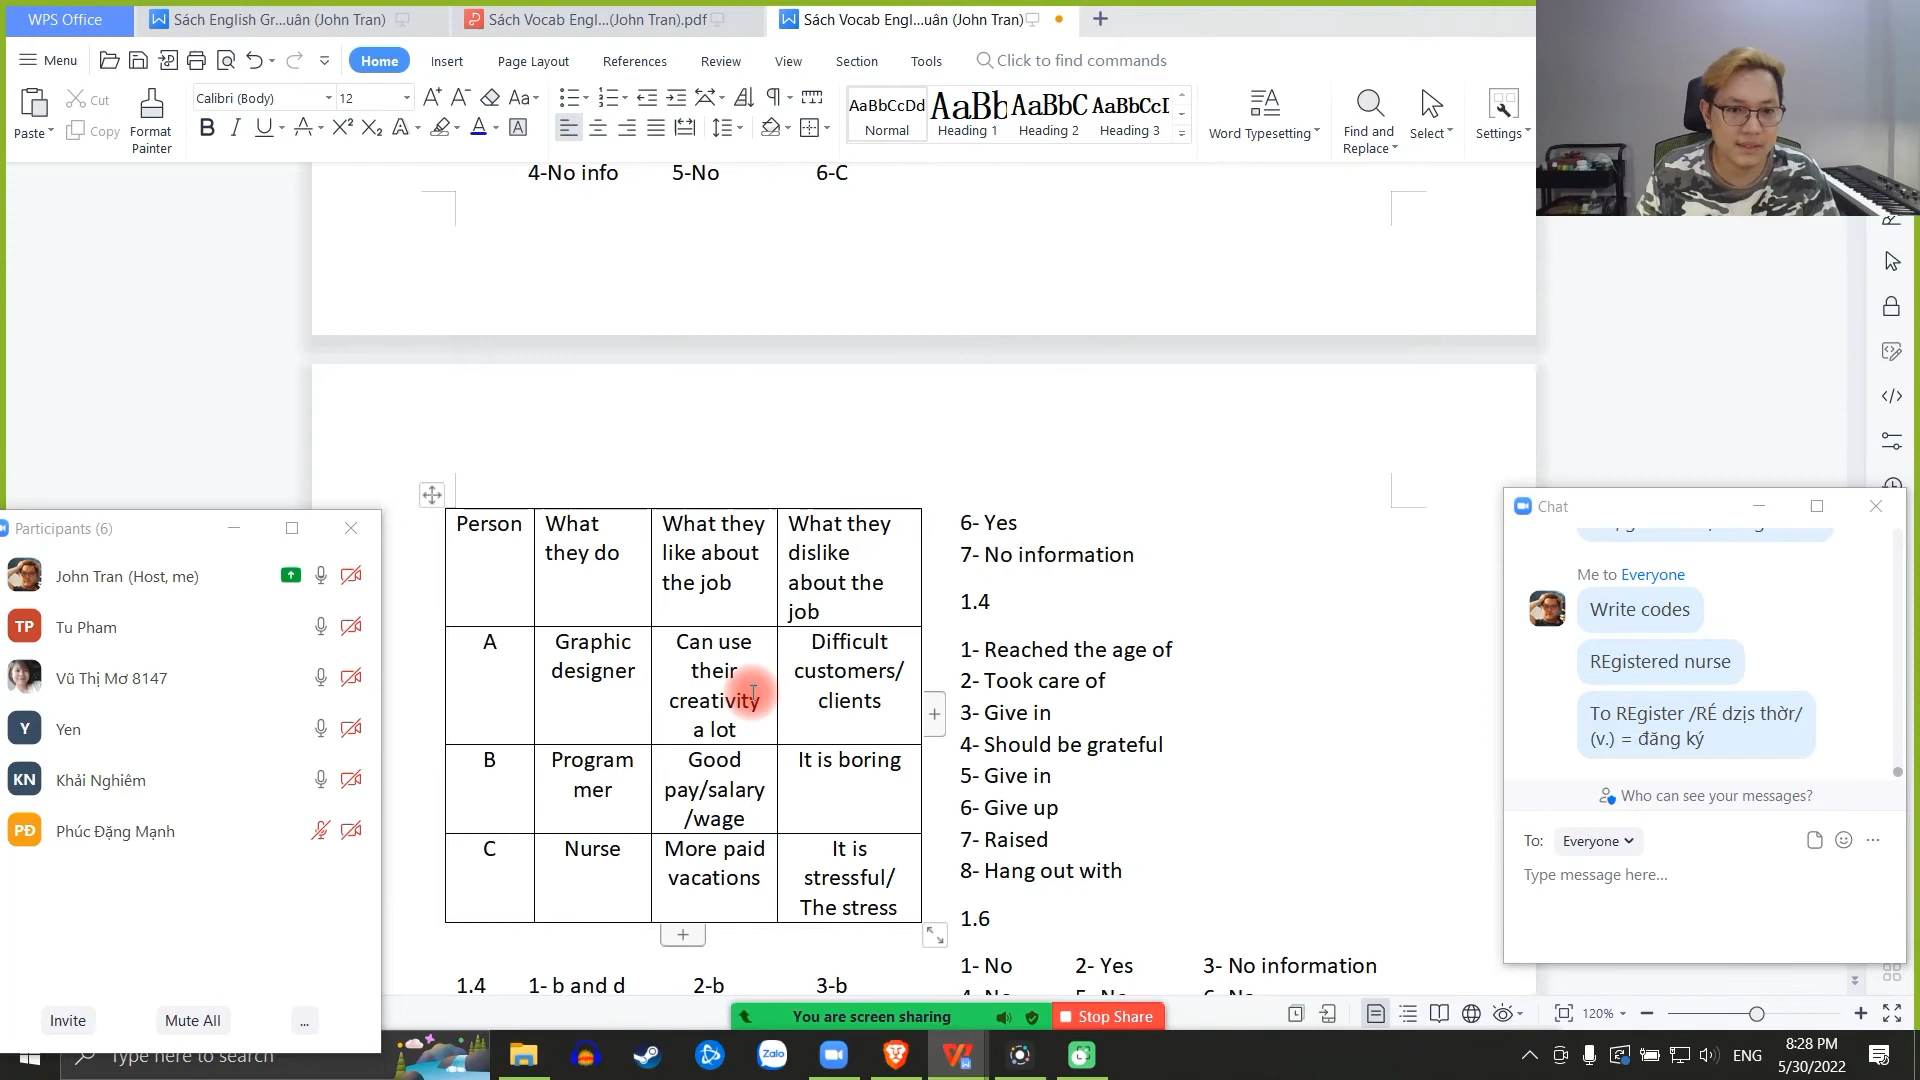 WPS Office
Sách English Gr...uân (John Tran)
Sách Vocab Engl...(John Tran).pdf
Sách Vocab Engl...uân (John Tran)
Menu
Home
Insert
Page Layout
References
Review
View
Section
Tools
Click to find commands
Paste
Cut
Copy
Format
Painter
Calibri (Body)
12
AaBbCcDd
Normal
AaBb
Heading 1
AaBbC
Heading 2
AaBbCcI
Heading 3
Word Typesetting
Find and
Replace
Select
Settings
4-No info 5-No 6-C
Person
What
they do
What they
like about
the job
What they
dislike
about the
job
A
Graphic
designer
Can use
their
creativity
a lot
Difficult
customers/
clients
B
Program
mer
Good
pay/salary
/wage
It is boring
C
Nurse
More paid
vacations
It is
stressful/
The stress
1.4 1- b and d 2-b 3-b
6- Yes
7- No information
1.4
1- Reached the age of
2- Took care of
3- Give in
4- Should be grateful
5- Give in
6- Give up
7- Raised
8- Hang out with
1.6
1- No 2- Yes 3- No information
Participants (6)
John Tran (Host, me)
TP Tu Pham
Vũ Thị Mơ 8147
Y Yen
KN Khải Nghiêm
PĐ Phúc Đặng Mạnh
Invite
Mute All
...
Chat
Me to Everyone
Write codes
REgistered nurse
To REgister /RÉ dzịs thờr/
(v.) = đăng ký
Who can see your messages?
To: Everyone
Type message here...
You are screen sharing
Stop Share
120%
Type here to search
Zalo
ENG
8:28 PM
5/30/2022